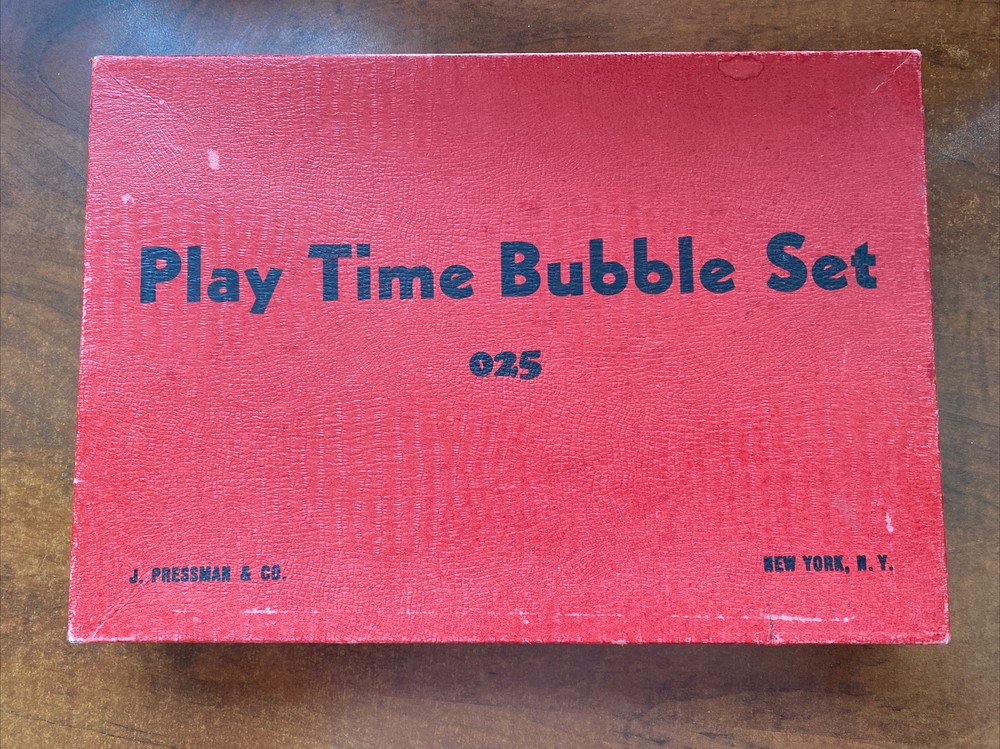 Play Time Bubble Set
025
J. PRESSMAN & CO. NEW YORK, N. Y.